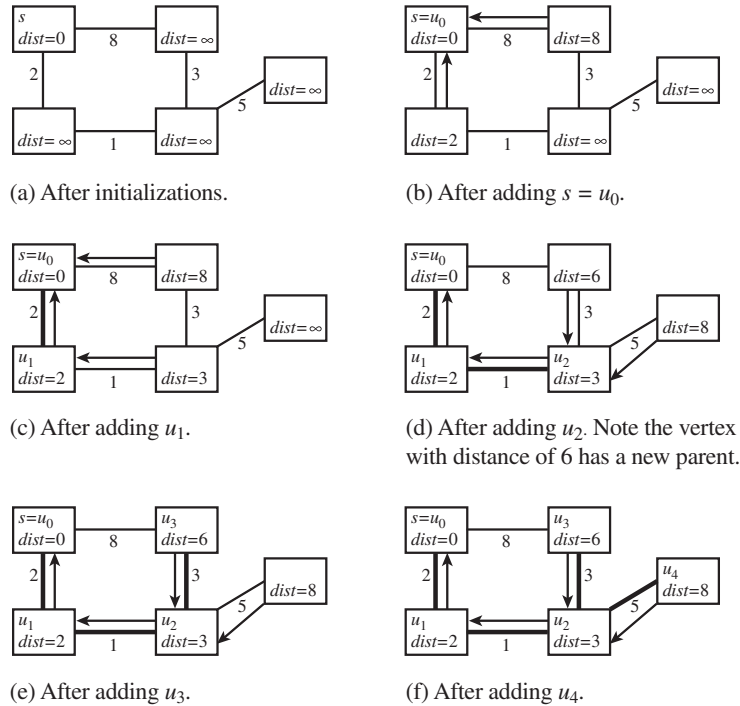 s
dist=0
8
dist=∞
2
3
dist=∞
5
dist=∞
1
dist=∞
(a) After initializations.
s=u₀
dist=0
8
dist=8
2
3
dist=∞
5
dist=2
1
dist=∞
(b) After adding s = u₀.
s=u₀
dist=0
8
dist=8
2
3
dist=∞
5
u₁
dist=2
1
dist=3
(c) After adding u₁.
s=u₀
dist=0
8
dist=6
2
3
dist=8
5
u₁
dist=2
1
u₂
dist=3
(d) After adding u₂. Note the vertex
with distance of 6 has a new parent.
s=u₀
dist=0
8
u₃
dist=6
2
3
dist=8
5
u₁
dist=2
1
u₂
dist=3
(e) After adding u₃.
s=u₀
dist=0
8
u₃
dist=6
2
3
u₄
dist=8
5
u₁
dist=2
1
u₂
dist=3
(f) After adding u₄.